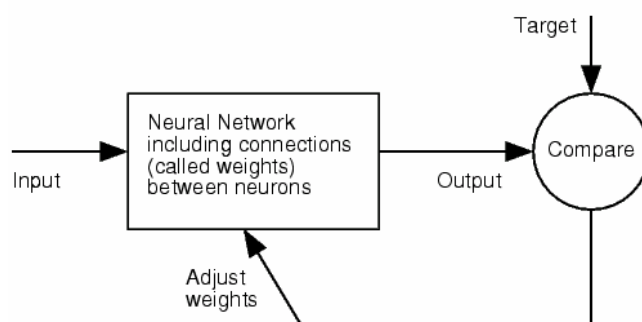 Target
Neural Network
including connections
(called weights)
between neurons
Compare
Input
Output
Adjust
weights